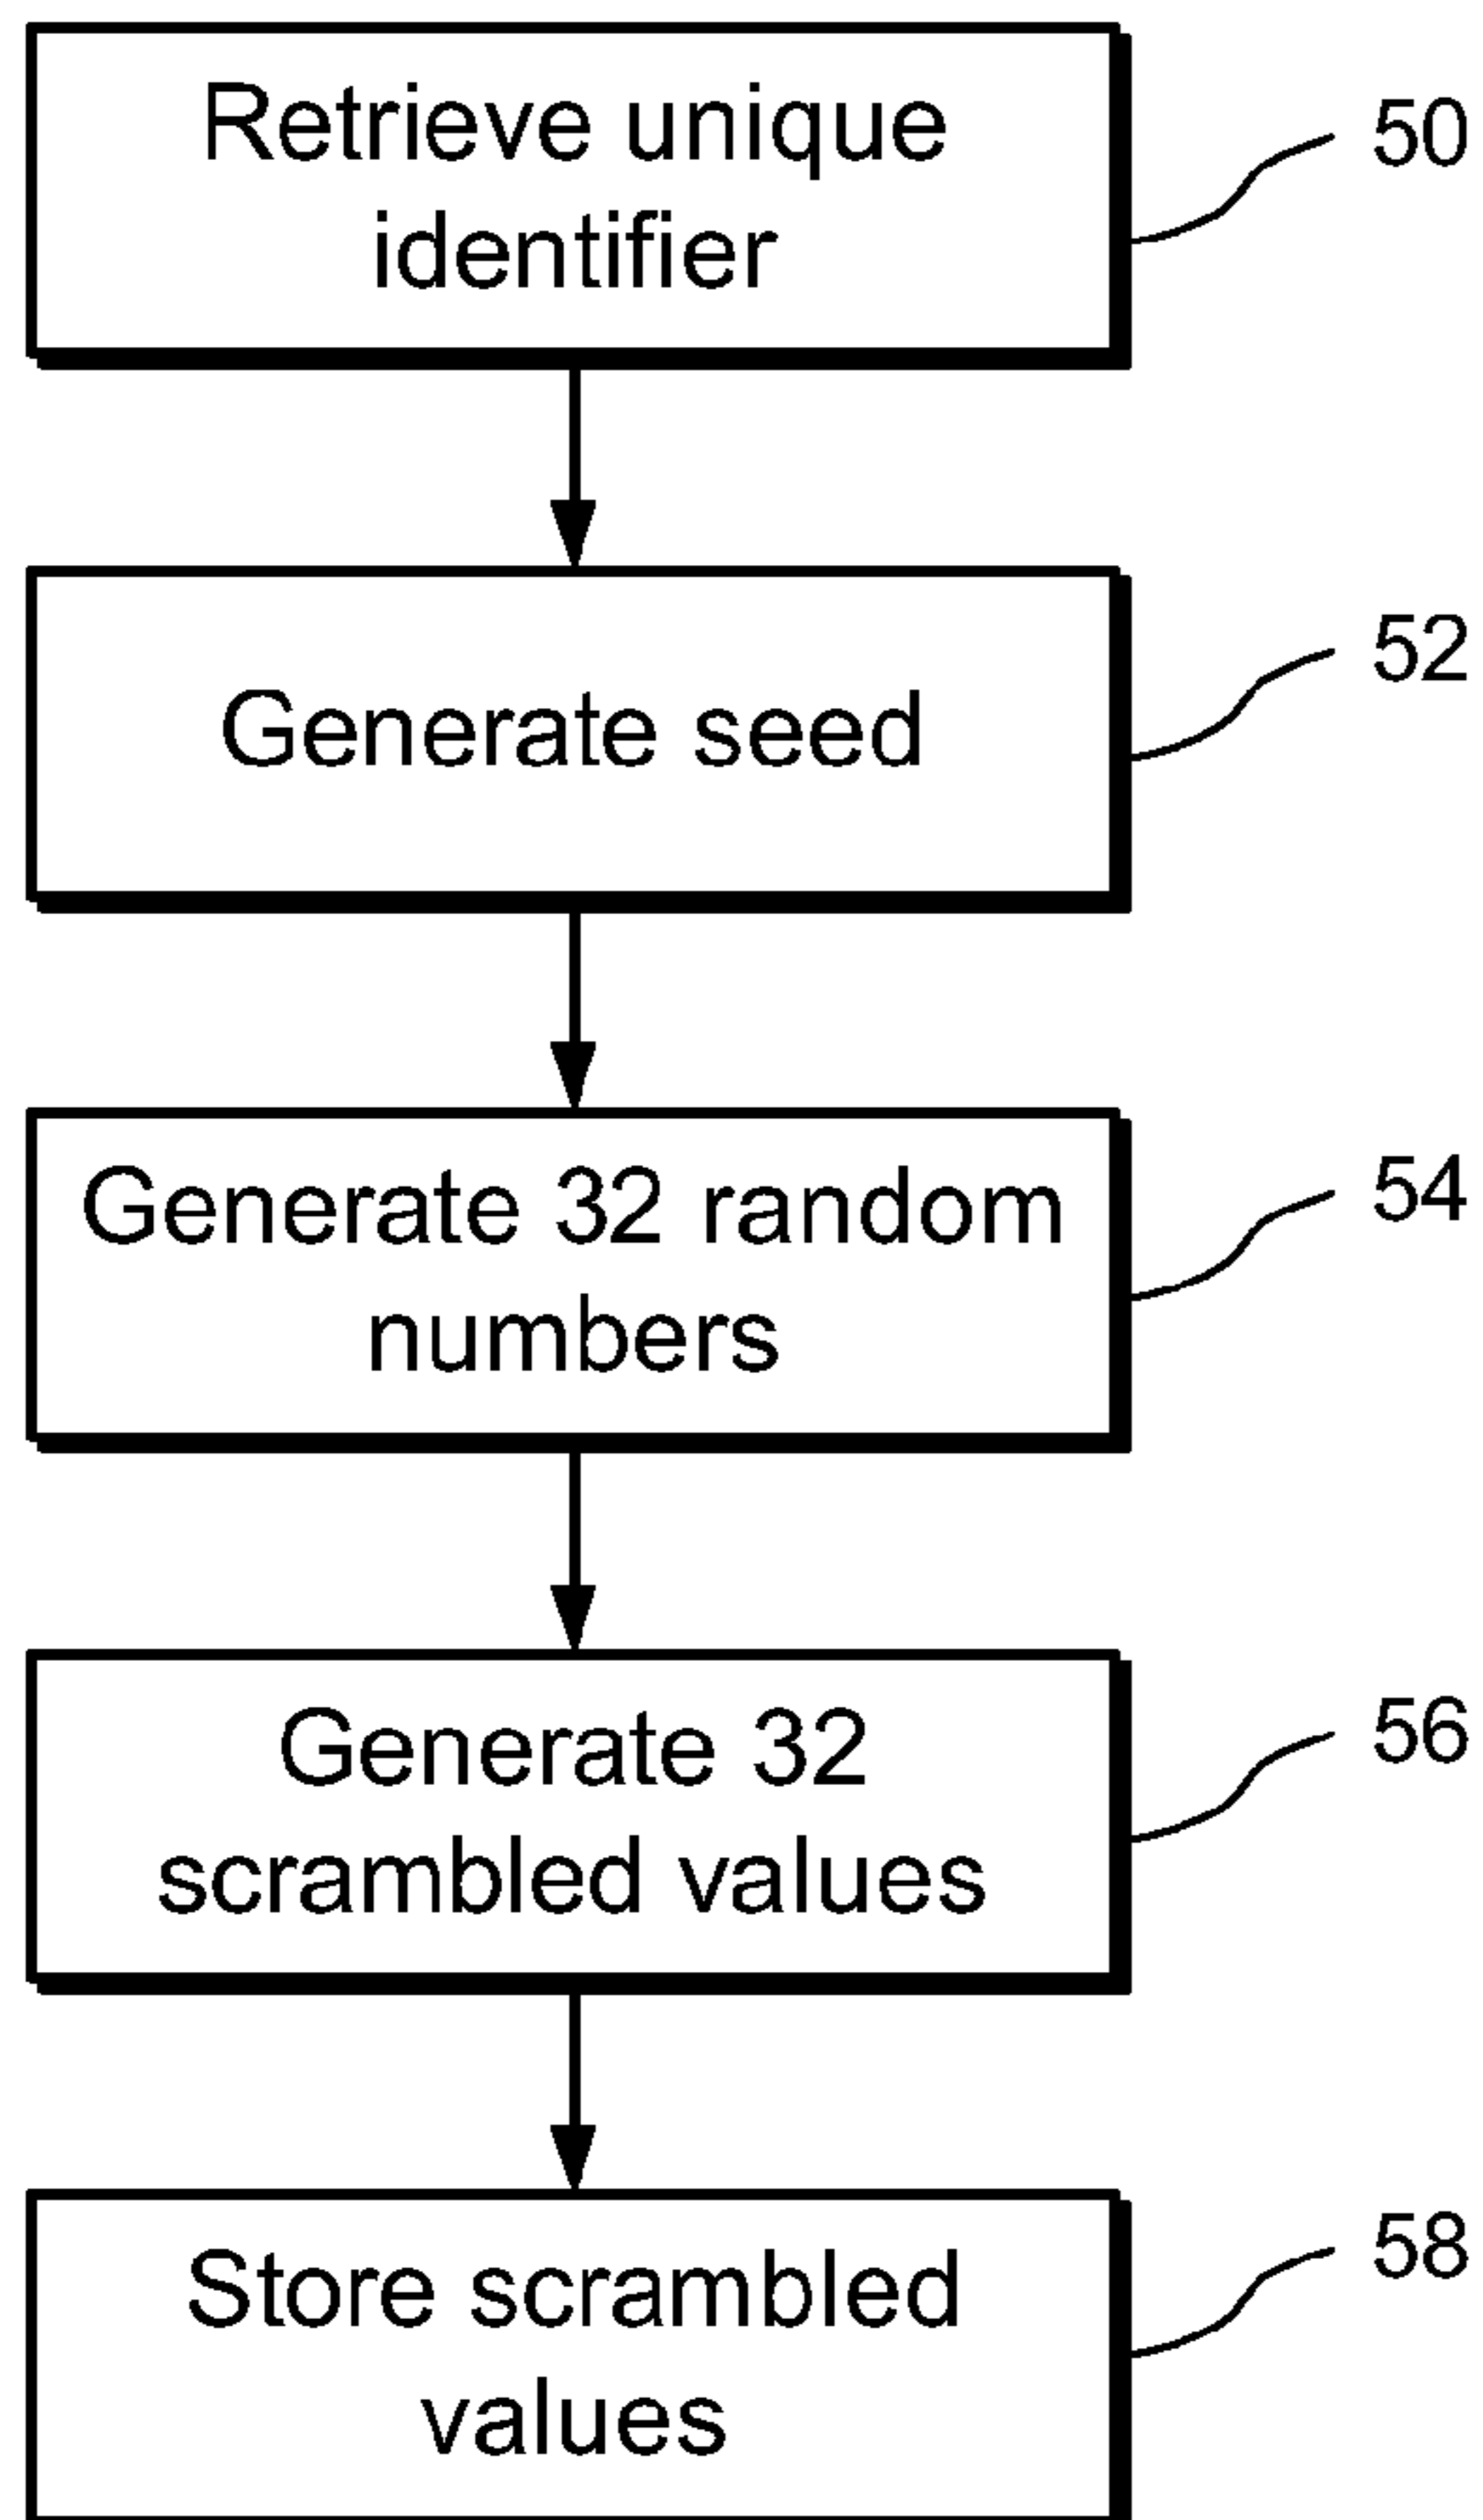 Retrieve unique
identifier
50
Generate seed
52
Generate 32 random
numbers
54
Generate 32
scrambled values
56
Store scrambled
values
58